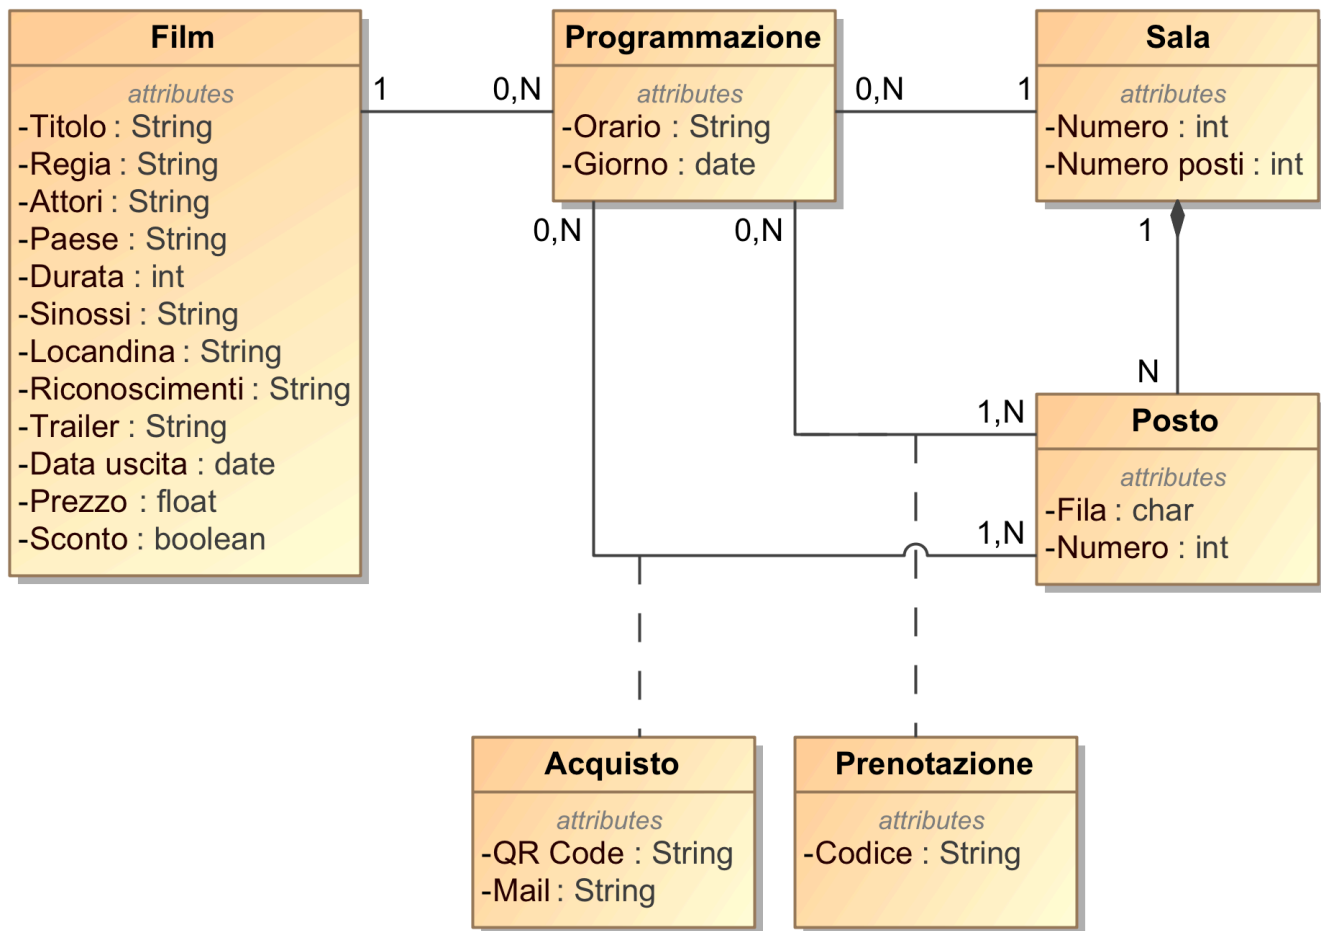 Film
attributes
-Titolo : String
-Regia : String
-Attori : String
-Paese : String
-Durata : int
-Sinossi : String
-Locandina : String
-Riconoscimenti : String
-Trailer : String
-Data uscita : date
-Prezzo : float
-Sconto : boolean
1
0,N
Programmazione
attributes
-Orario : String
-Giorno : date
0,N
1
Sala
attributes
-Numero : int
-Numero posti : int
0,N
0,N
1
N
1,N
1,N
Posto
attributes
-Fila : char
-Numero : int
Acquisto
attributes
-QR Code : String
-Mail : String
Prenotazione
attributes
-Codice : String